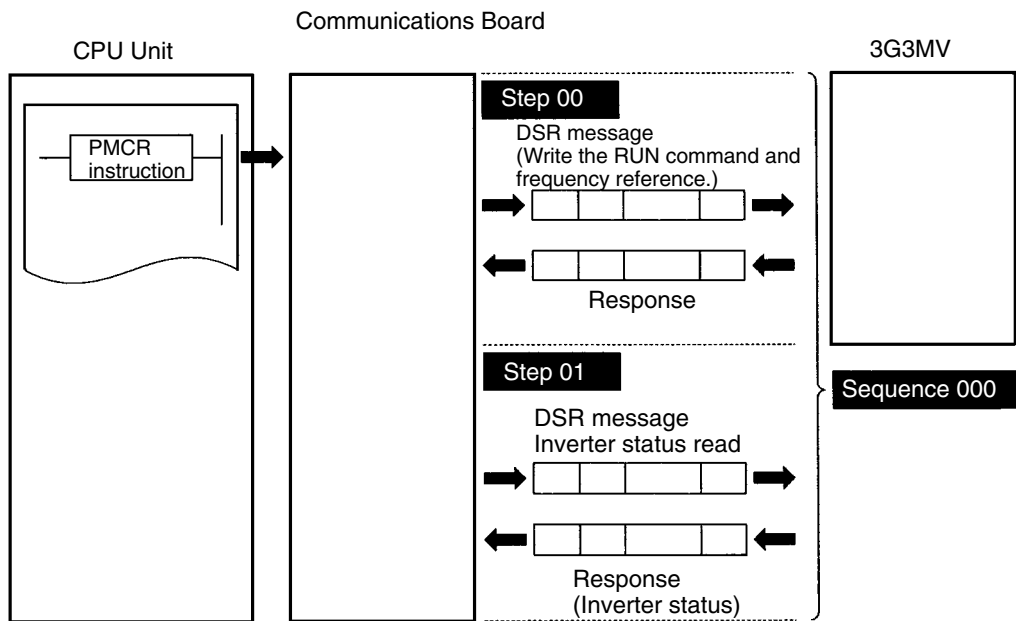 Communications Board
CPU Unit
3G3MV
PMCR
instruction
Step 00
DSR message
(Write the RUN command and
frequency reference.)
Response
Step 01
DSR message
Inverter status read
Response
(Inverter status)
Sequence 000